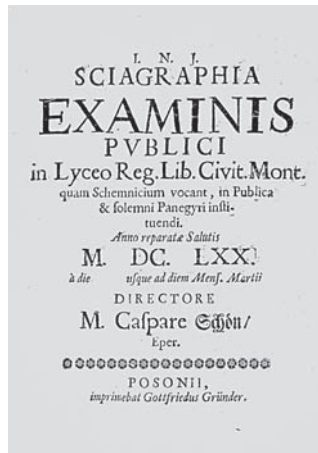 I. N. J.
SCIAGRAPHIA
EXAMINIS
PVBLICI
in Lyceo Reg. Lib. Civit. Mont.
quam Schemnicium vocant, in Publica
& solemni Panegyri insti-
tuendi.
Anno reparatæ Salutis
M. DC. LXX.
à die usque ad diem Mens. Martii
DIRECTORE
M. Caspare Schön/
Eper.
POSONII,
imprimebat Gottfriedus Gründer.